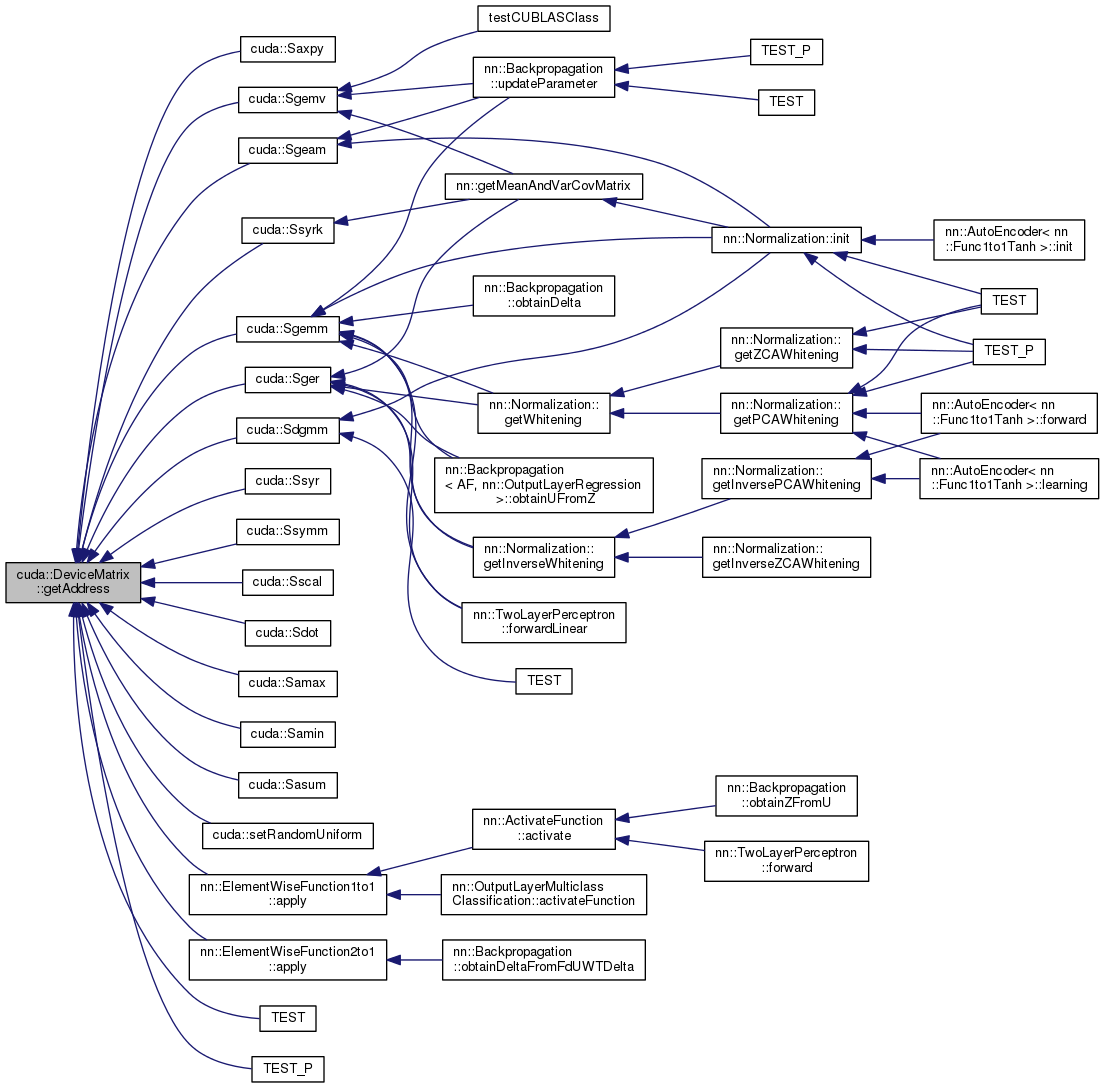 testCUBLASClass
cuda::Saxpy
TEST_P
nn::Backpropagation
::updateParameter
cuda::Sgemv
TEST
cuda::Sgeam
nn::getMeanAndVarCovMatrix
cuda::Ssyrk
nn::Normalization::init
nn::AutoEncoder< nn
::Func1to1Tanh >::init
nn::Backpropagation
::obtainDelta
TEST
cuda::Sgemm
nn::Normalization::
getZCAWhitening
TEST_P
cuda::Sger
nn::Normalization::
getWhitening
nn::Normalization::
getPCAWhitening
nn::AutoEncoder< nn
::Func1to1Tanh >::forward
cuda::Sdgmm
nn::Backpropagation
< AF, nn::OutputLayerRegression
>::obtainUFromZ
nn::Normalization::
getInversePCAWhitening
nn::AutoEncoder< nn
::Func1to1Tanh >::learning
cuda::Ssyr
cuda::Ssymm
nn::Normalization::
getInverseWhitening
nn::Normalization::
getInverseZCAWhitening
cuda::DeviceMatrix
::getAddress
cuda::Sscal
cuda::Sdot
nn::TwoLayerPerceptron
::forwardLinear
cuda::Samax
TEST
cuda::Samin
cuda::Sasum
nn::Backpropagation
::obtainZFromU
cuda::setRandomUniform
nn::ActivateFunction
::activate
nn::TwoLayerPerceptron
::forward
nn::ElementWiseFunction1to1
::apply
nn::OutputLayerMulticlass
Classification::activateFunction
nn::ElementWiseFunction2to1
::apply
nn::Backpropagation
::obtainDeltaFromFdUWTDelta
TEST
TEST_P